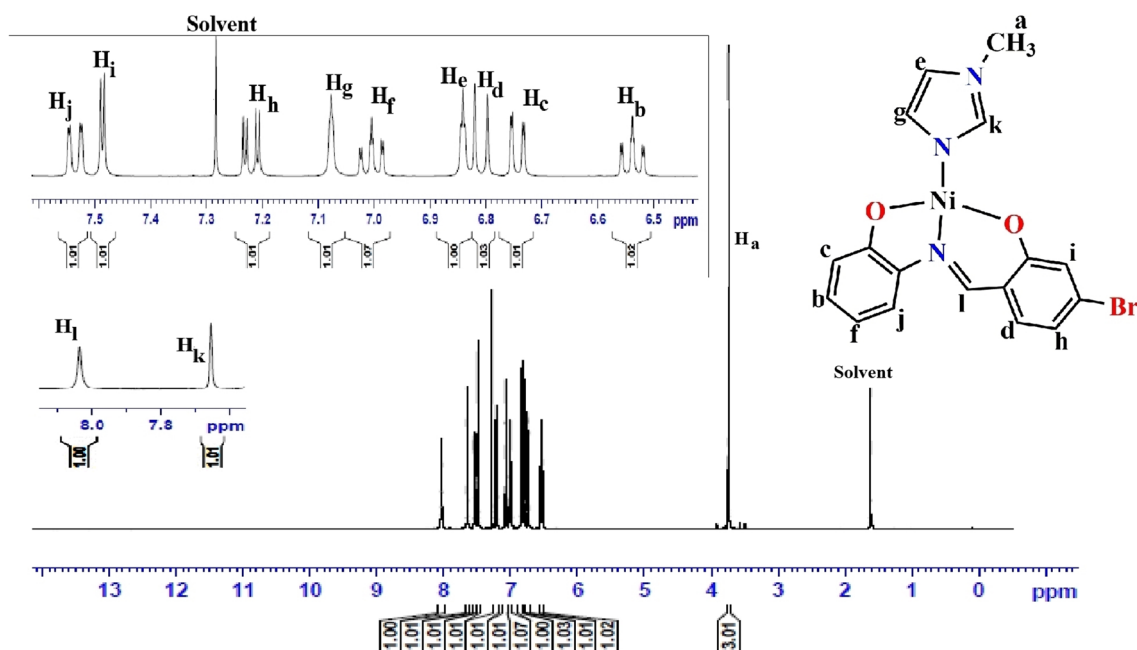 Solvent
Hj
Hi
Hh
Hg
Hf
He
Hd
Hc
Hb
7.5 7.4 7.3 7.2 7.1 7.0 6.9 6.8 6.7 6.6 6.5 ppm
1.01 1.01 1.01 1.01 1.07 1.00 1.03 1.01 1.02
Hl
Hk
8.0 7.8 ppm
1.00 1.01
Ha
Solvent
a
CH3
e
N
g
k
N
O
Ni
O
c
N
i
b
j
l
Br
f
d
h
13 12 11 10 9 8 7 6 5 4 3 2 1 0 ppm
1.00 1.01 1.01 1.01 1.01 1.01 1.07 1.00 1.03 1.01 1.02 3.01